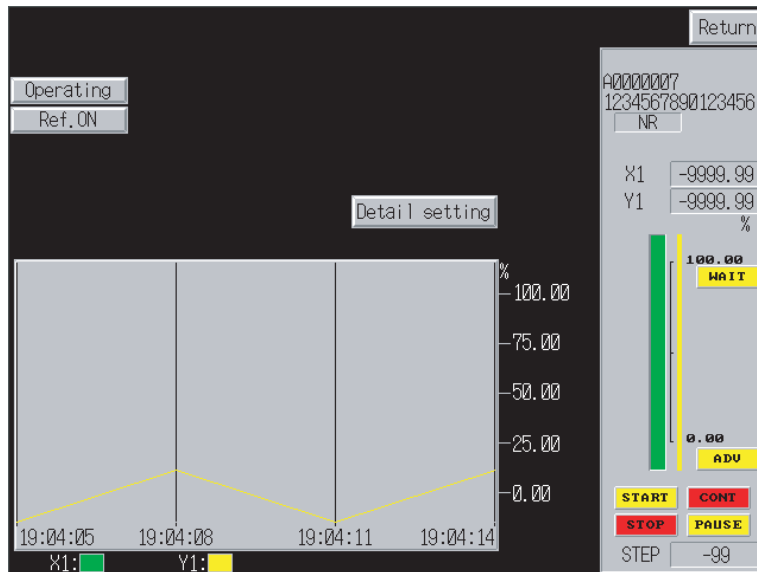 Return
Operating
Ref.ON
A0000007
1234567890123456
NR
X1 -9999.99
Y1 -9999.99
%
Detail setting
100.00
WAIT
%
100.00
75.00
50.00
25.00
0.00
0.00
ADV
19:04:05 19:04:08 19:04:11 19:04:14
X1: Y1:
START CONT
STOP PAUSE
STEP -99